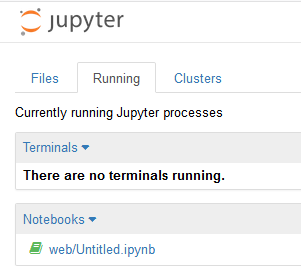 jupyter
Files Running Clusters
Currently running Jupyter processes
Terminals
There are no terminals running.
Notebooks
web/Untitled.ipynb